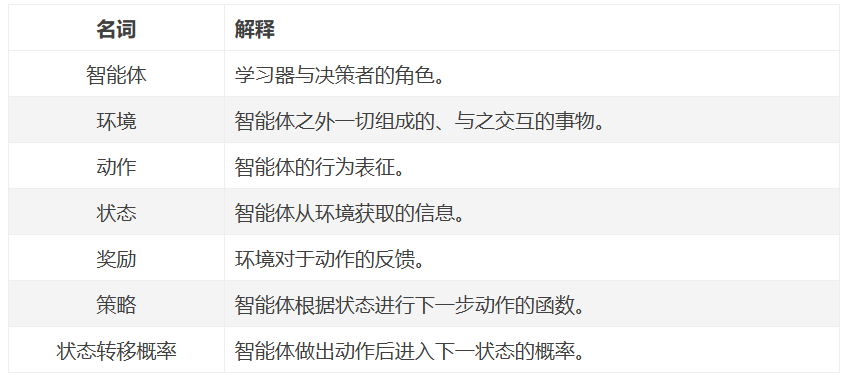 名词 解释
智能体 学习器与决策者的角色。
环境 智能体之外一切组成的、与之交互的事物。
动作 智能体的行为表征。
状态 智能体从环境获取的信息。
奖励 环境对于动作的反馈。
策略 智能体根据状态进行下一步动作的函数。
状态转移概率 智能体做出动作后进入下一状态的概率。